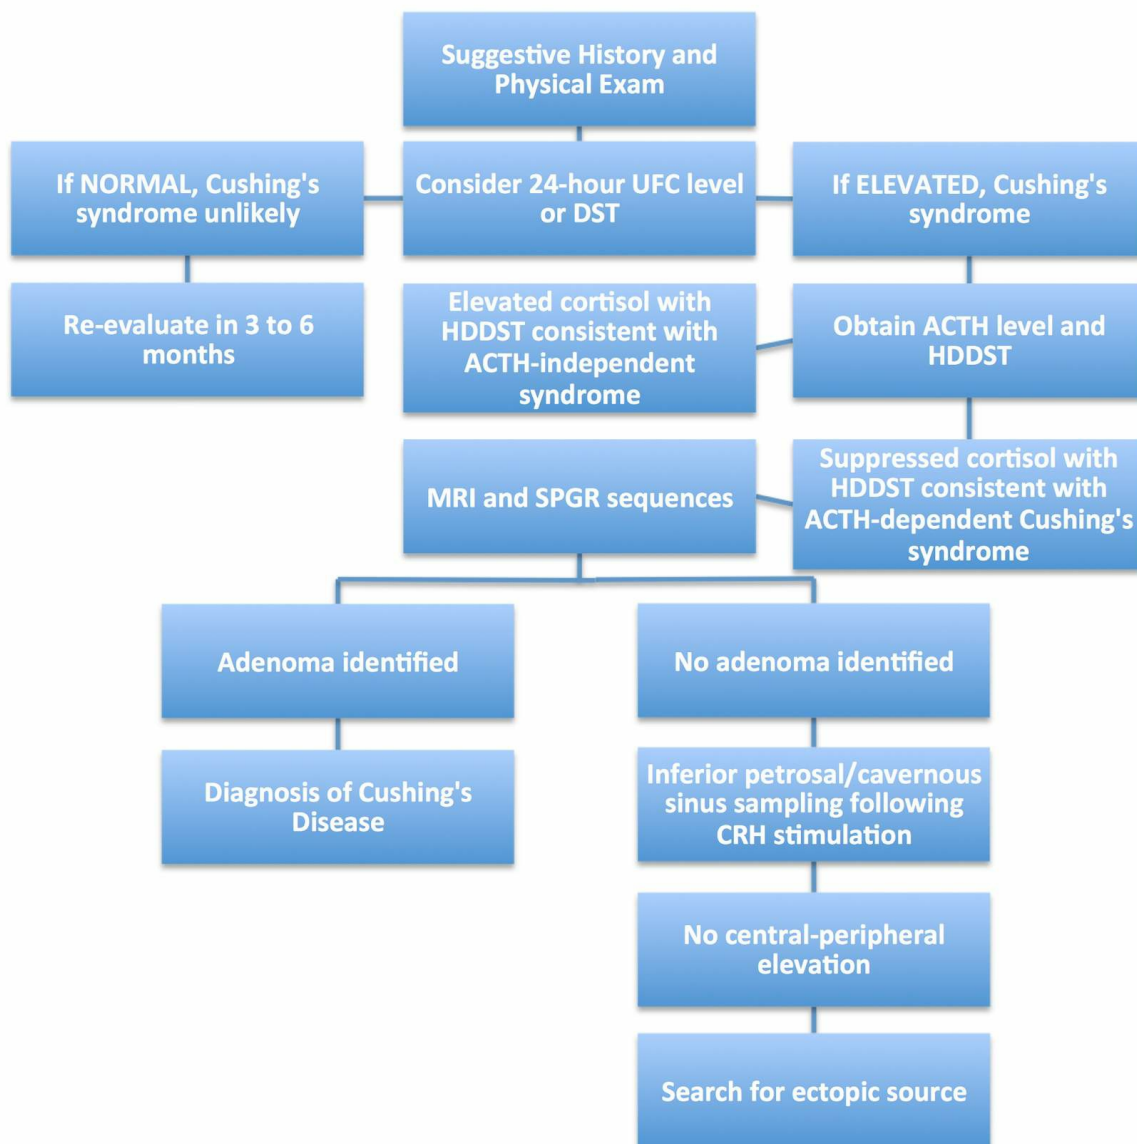 Suggestive History and
Physical Exam
If NORMAL, Cushing's
syndrome unlikely
Consider 24-hour UFC level
or DST
If ELEVATED, Cushing's
syndrome
Re-evaluate in 3 to 6
months
Elevated cortisol with
HDDST consistent with
ACTH-independent
syndrome
Obtain ACTH level and
HDDST
MRI and SPGR sequences
Suppressed cortisol with
HDDST consistent with
ACTH-dependent Cushing's
syndrome
Adenoma identified
No adenoma identified
Diagnosis of Cushing's
Disease
Inferior petrosal/cavernous
sinus sampling following
CRH stimulation
No central-peripheral
elevation
Search for ectopic source